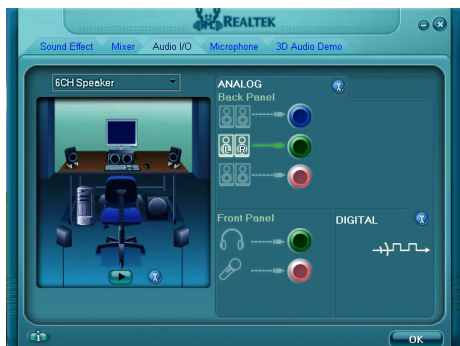 REALTEK
Sound Effect Mixer Audio I/O Microphone 3D Audio Demo
6CH Speaker
ANALOG
Back Panel
(L) (R)
Front Panel
DIGITAL
OK